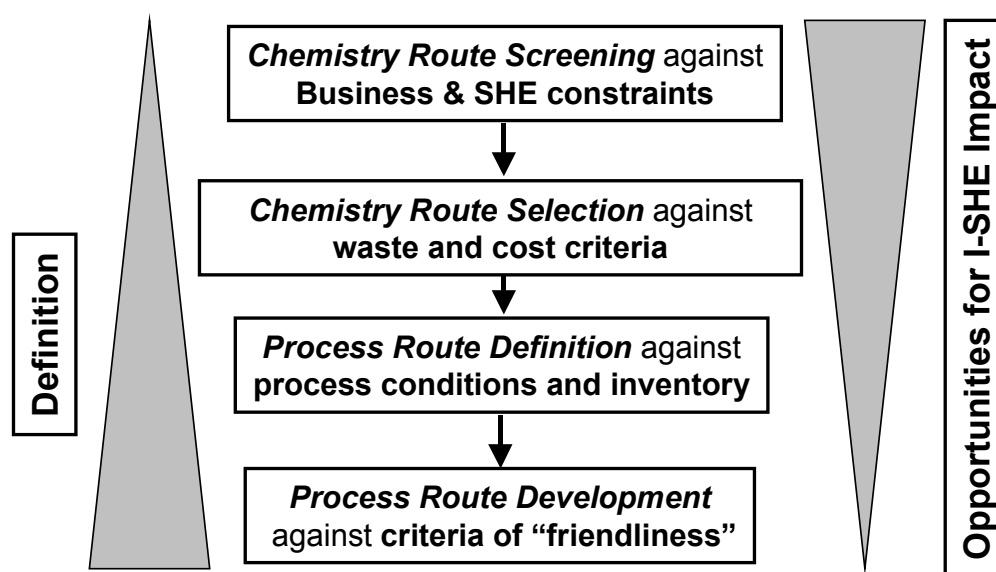 Chemistry Route Screening against
Business & SHE constraints
Chemistry Route Selection against
waste and cost criteria
Process Route Definition against
process conditions and inventory
Process Route Development
against criteria of “friendliness”
Definition
Opportunities for I-SHE Impact